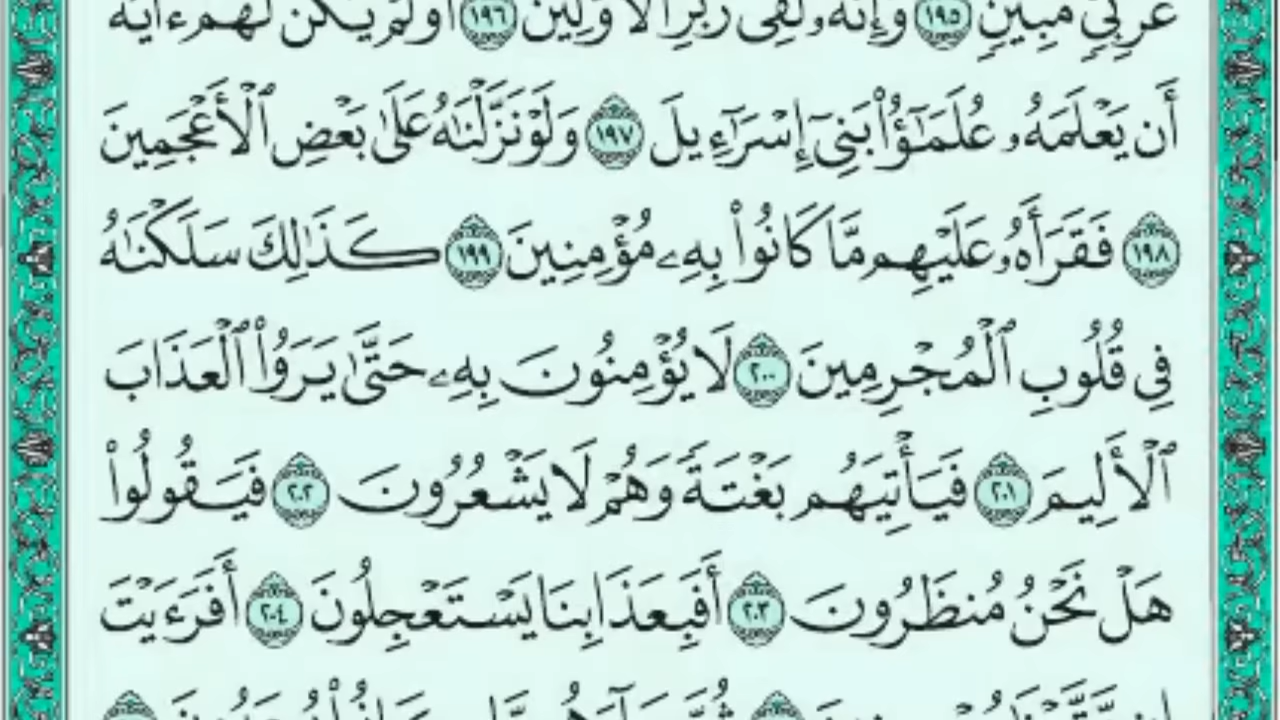 عَرَبِيٍّ مُّبِينٍ ١٩٥ وَإِنَّهُۥ لَفِى زُبُرِ ٱلْأَوَّلِينَ ١٩٦ أَوَلَمْ يَكُن لَّهُمْ ءَايَةً
أَن يَعْلَمَهُۥ عُلَمَٰٓؤُا۟ بَنِىٓ إِسْرَٰٓءِيلَ ١٩٧ وَلَوْ نَزَّلْنَٰهُ عَلَىٰ بَعْضِ ٱلْأَعْجَمِينَ
١٩٨ فَقَرَأَهُۥ عَلَيْهِم مَّا كَانُوا۟ بِهِۦ مُؤْمِنِينَ ١٩٩ كَذَٰلِكَ سَلَكْنَٰهُ
فِى قُلُوبِ ٱلْمُجْرِمِينَ ٢٠٠ لَا يُؤْمِنُونَ بِهِۦ حَتَّىٰ يَرَوُا۟ ٱلْعَذَابَ
ٱلْأَلِيمَ ٢٠١ فَيَأْتِيَهُم بَغْتَةً وَهُمْ لَا يَشْعُرُونَ ٢٠٢ فَيَقُولُوا۟
هَلْ نَحْنُ مُنظَرُونَ ٢٠٣ أَفَبِعَذَابِنَا يَسْتَعْجِلُونَ ٢٠٤ أَفَرَءَيْتَ